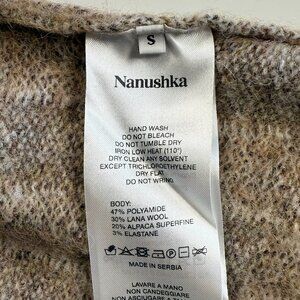 S
Nanushka
HAND WASH
DO NOT BLEACH
DO NOT TUMBLE DRY
IRON LOW HEAT (110°)
DRY CLEAN ANY SOLVENT
EXCEPT TRICHLOROETHYLENE
DRY FLAT
DO NOT WRING
BODY:
47% POLYAMIDE
30% LANA WOOL
20% ALPACA SUPERFINE
3% ELASTANE
MADE IN SERBIA
LAVARE A MANO
NON CANDEGGIARE
NON ASCIUGARE